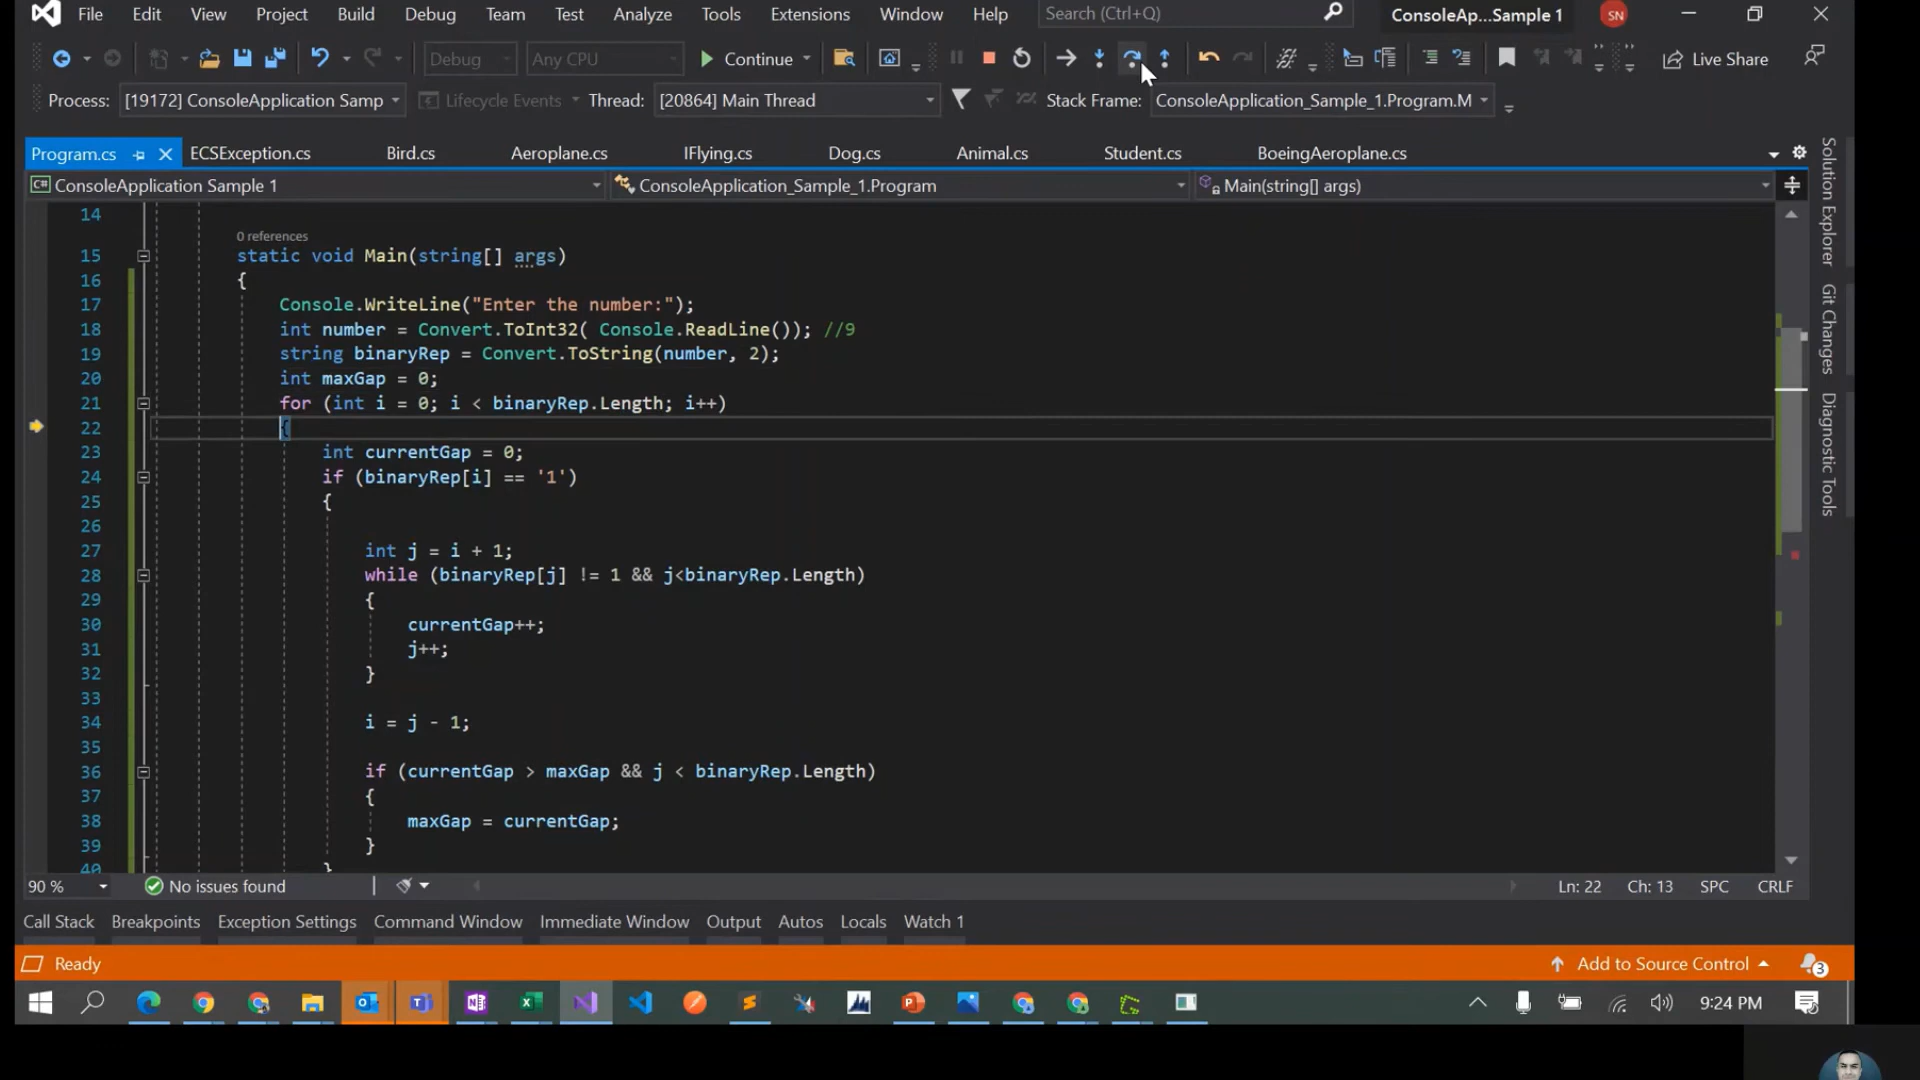 File Edit View Project Build Debug Team Test Analyze Tools Extensions Window Help Search (Ctrl+Q) ConsoleAp...Sample 1 SN
Debug Any CPU Continue Live Share
Process: [19172] ConsoleApplication Samp Lifecycle Events Thread: [20864] Main Thread Stack Frame: ConsoleApplication_Sample_1.Program.M
Program.cs ECSException.cs Bird.cs Aeroplane.cs IFlying.cs Dog.cs Animal.cs Student.cs BoeingAeroplane.cs
C# ConsoleApplication Sample 1 ConsoleApplication_Sample_1.Program Main(string[] args)
14
0 references
15 static void Main(string[] args)
16 {
17 Console.WriteLine("Enter the number:");
18 int number = Convert.ToInt32( Console.ReadLine()); //9
19 string binaryRep = Convert.ToString(number, 2);
20 int maxGap = 0;
21 for (int i = 0; i < binaryRep.Length; i++)
22 {
23 int currentGap = 0;
24 if (binaryRep[i] == '1')
25 {
26
27 int j = i + 1;
28 while (binaryRep[j] != 1 && j<binaryRep.Length)
29 {
30 currentGap++;
31 j++;
32 }
33
34 i = j - 1;
35
36 if (currentGap > maxGap && j < binaryRep.Length)
37 {
38 maxGap = currentGap;
39 }
40 }
90 % No issues found Ln: 22 Ch: 13 SPC CRLF
Call Stack Breakpoints Exception Settings Command Window Immediate Window Output Autos Locals Watch 1
Ready Add to Source Control 3
9:24 PM
Solution Explorer
Git Changes
Diagnostic Tools